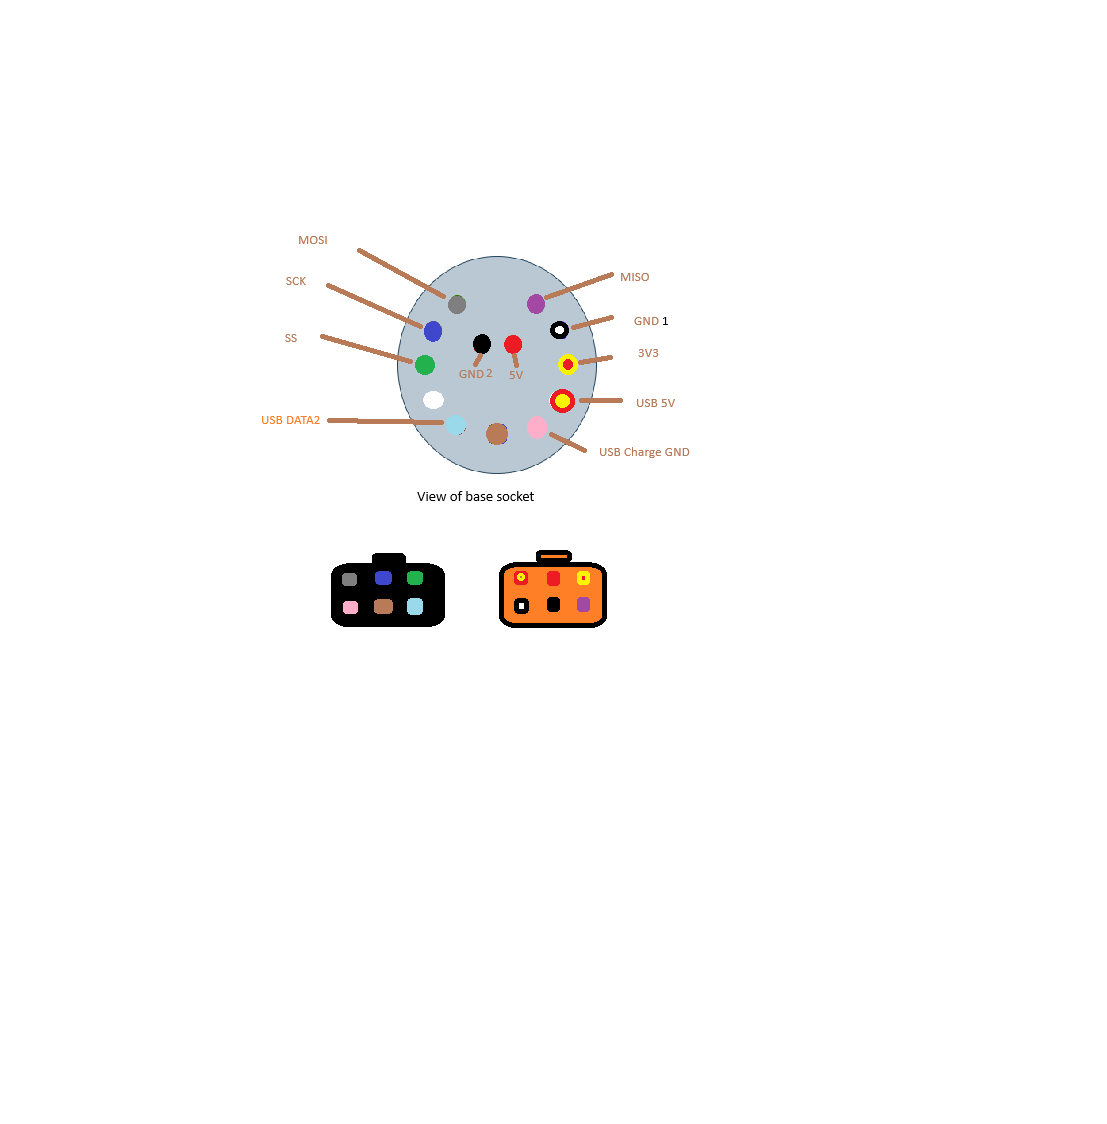 MOSI
MISO
SCK
GND 1
SS
3V3
GND 2
5V
USB 5V
USB DATA2
USB Charge GND
View of base socket